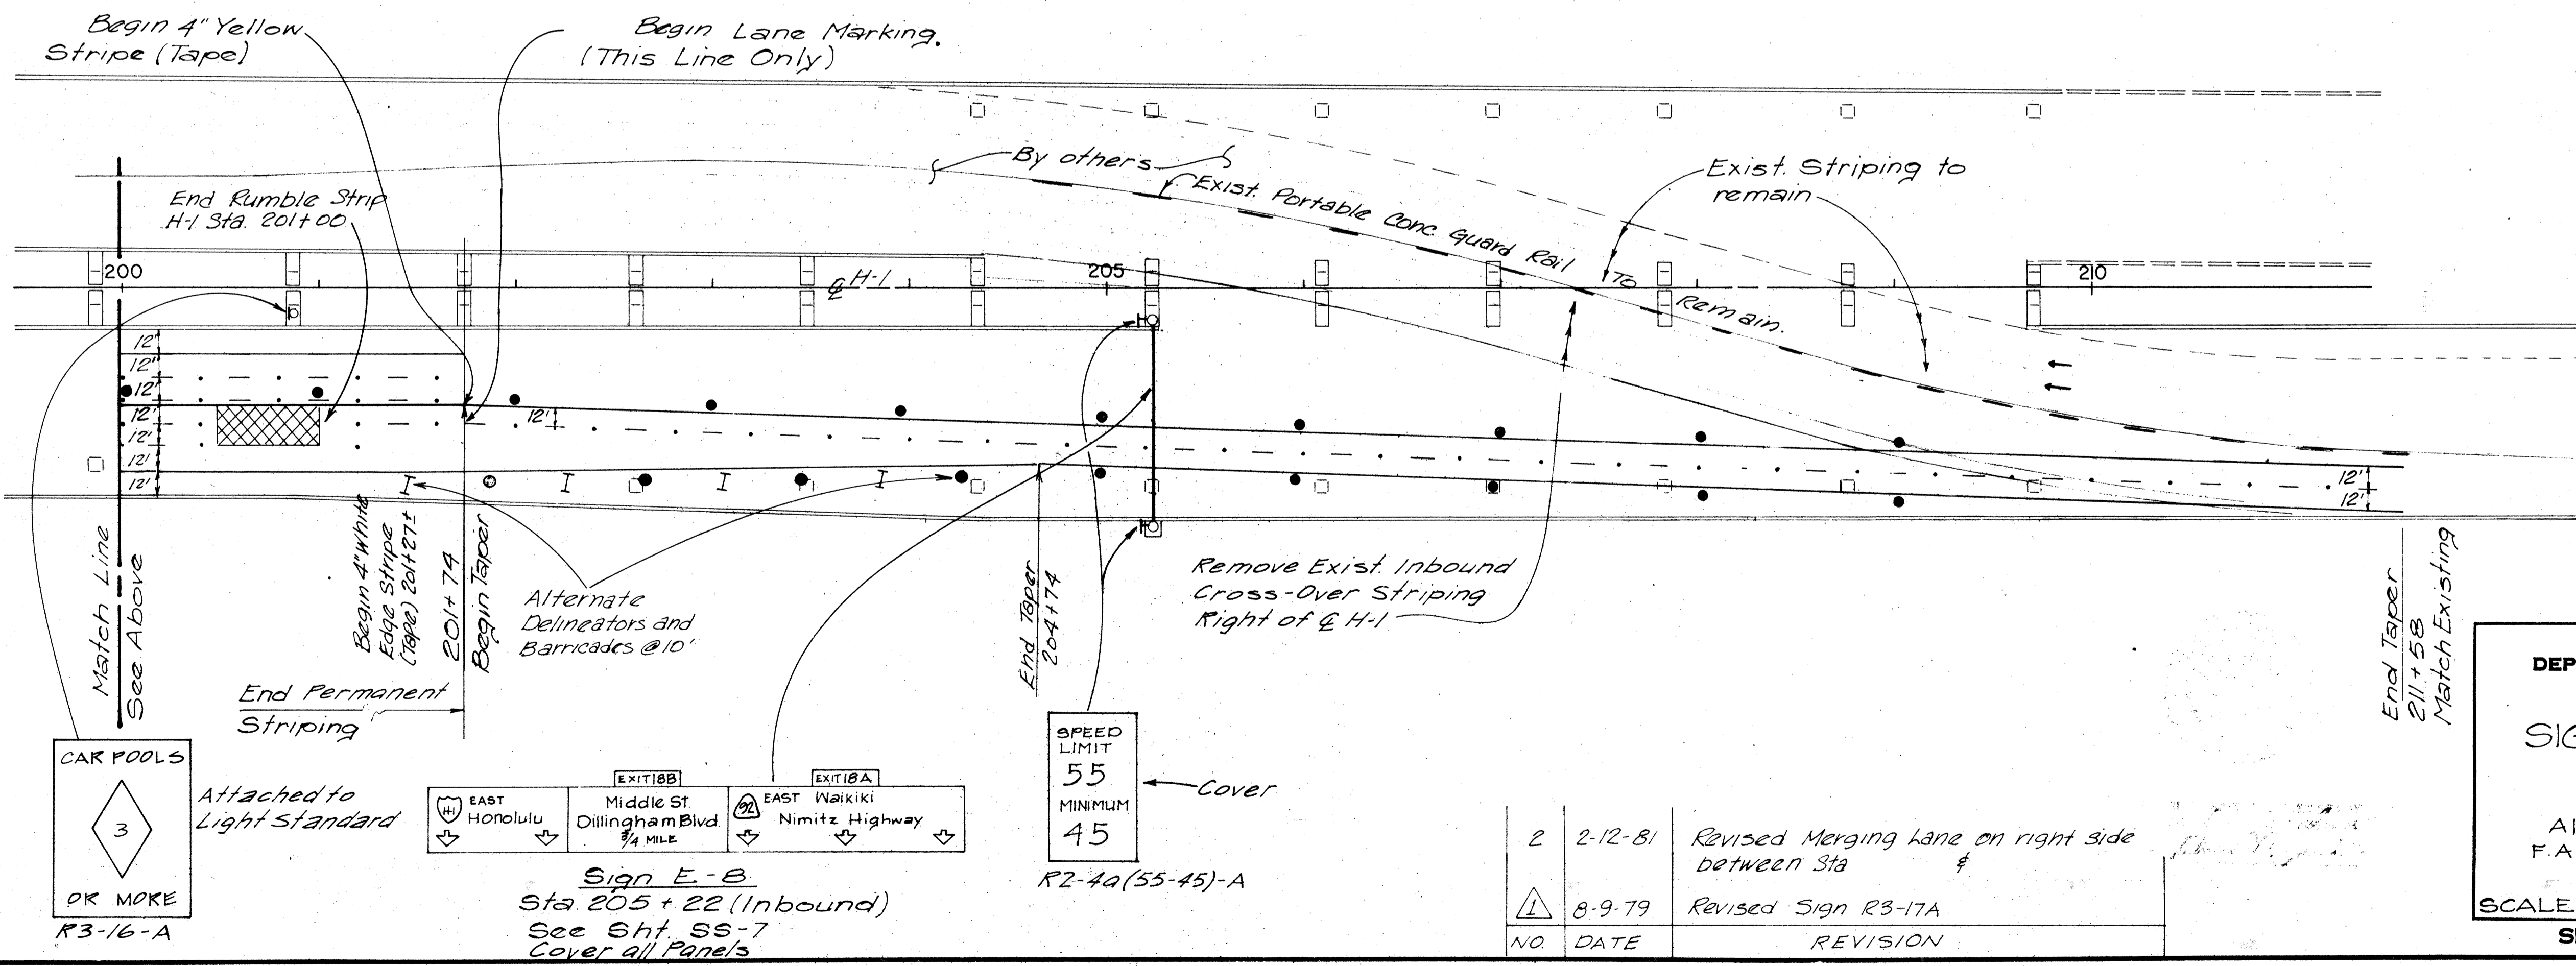 Begin 4" Yellow
Stripe (Tape)
Begin Lane Marking.
(This Line Only)
By others
Exist. Portable Conc. Guard Rail To Remain.
Exist. Striping to
remain
End Rumble Strip
H-1 Sta. 201+00
200
℄ H-1
205
210
12'
12'
12'
12'
12'
12'
12'
12'
12'
12'
Match Line
See Above
Begin 4" White
Edge Stripe
(Tape) 201+27±
201+74
Begin Taper
Alternate
Delineators and
Barricades @ 10'
End Permanent
Striping
End Taper
204+74
Remove Exist. Inbound
Cross-Over Striping
Right of ℄ H-1
End Taper
211+58
Match Existing
CAR POOLS
3
OR MORE
R3-16-A
Attached to
Light Standard
EXIT 18B
EXIT 18A
H-1
EAST
Honolulu
Middle St.
Dillingham Blvd.
3/4 MILE
92
EAST Waikiki
Nimitz Highway
Sign E-8
Sta. 205+22 (Inbound)
See Sht. SS-7
Cover all Panels
SPEED
LIMIT
55
MINIMUM
45
R2-4a(55-45)-A
Cover
2 2-12-81 Revised Merging Lane on right side
between Sta &
1 8-9-79 Revised Sign R3-17A
NO. DATE REVISION
DEP
SIG
F.A
SCALE